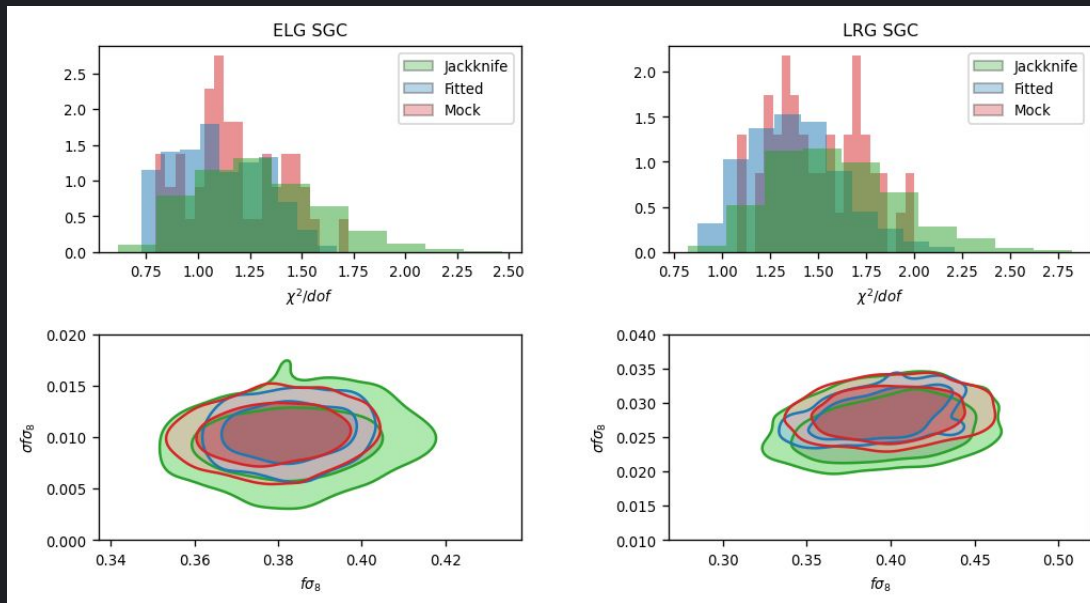 ELG SGC
Jackknife
Fitted
Mock
2.5
2.0
1.5
1.0
0.5
0.0
0.75 1.00 1.25 1.50 1.75 2.00 2.25 2.50
χ²/dof
LRG SGC
Jackknife
Fitted
Mock
2.0
1.5
1.0
0.5
0.0
0.75 1.00 1.25 1.50 1.75 2.00 2.25 2.50 2.75
χ²/dof
0.020
0.015
0.010
0.005
0.000
σfσ₈
0.34 0.36 0.38 0.40 0.42
fσ₈
0.040
0.035
0.030
0.025
0.020
0.015
0.010
σfσ₈
0.30 0.35 0.40 0.45 0.50
fσ₈